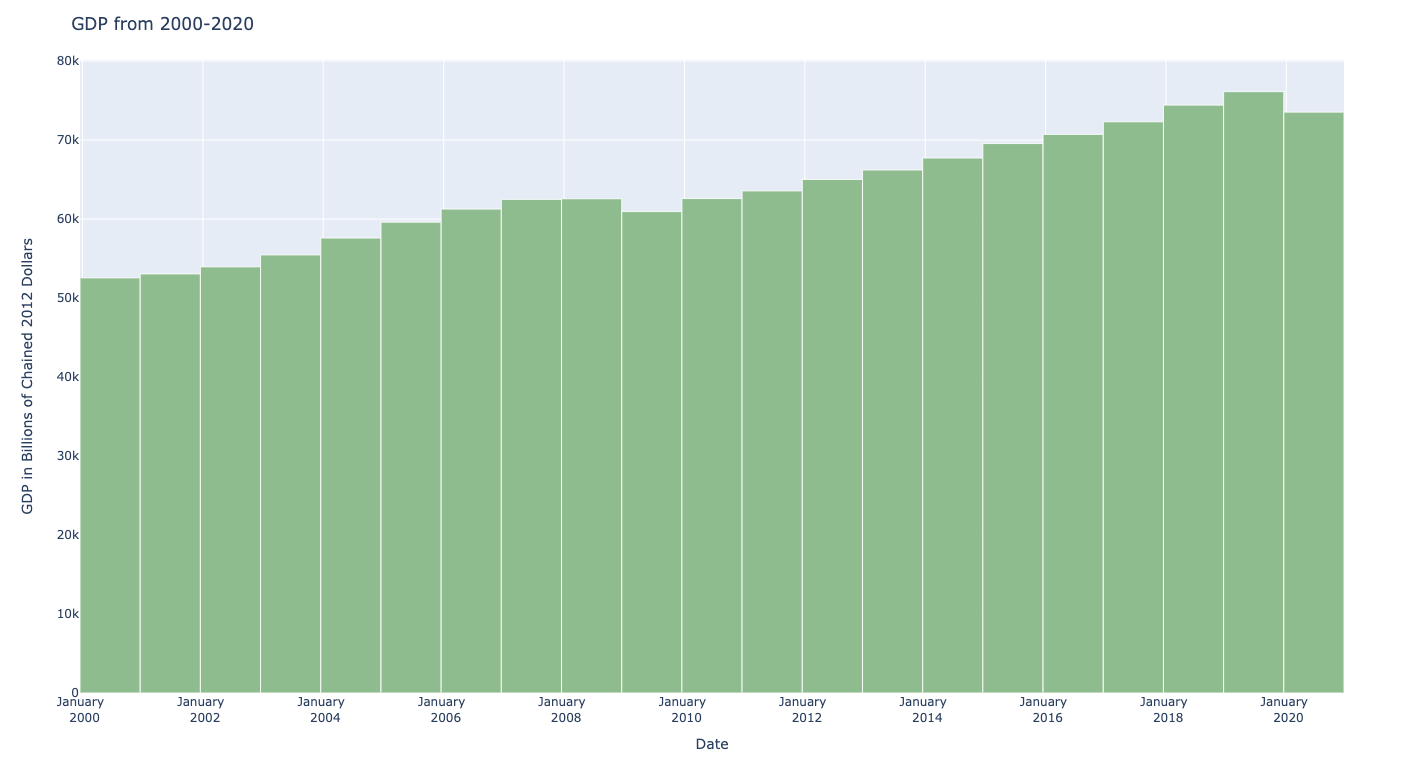 GDP from 2000-2020
80k
70k
60k
50k
40k
30k
20k
10k
0
GDP in Billions of Chained 2012 Dollars
January January January January January January January January January January January
2000 2002 2004 2006 2008 2010 2012 2014 2016 2018 2020
Date